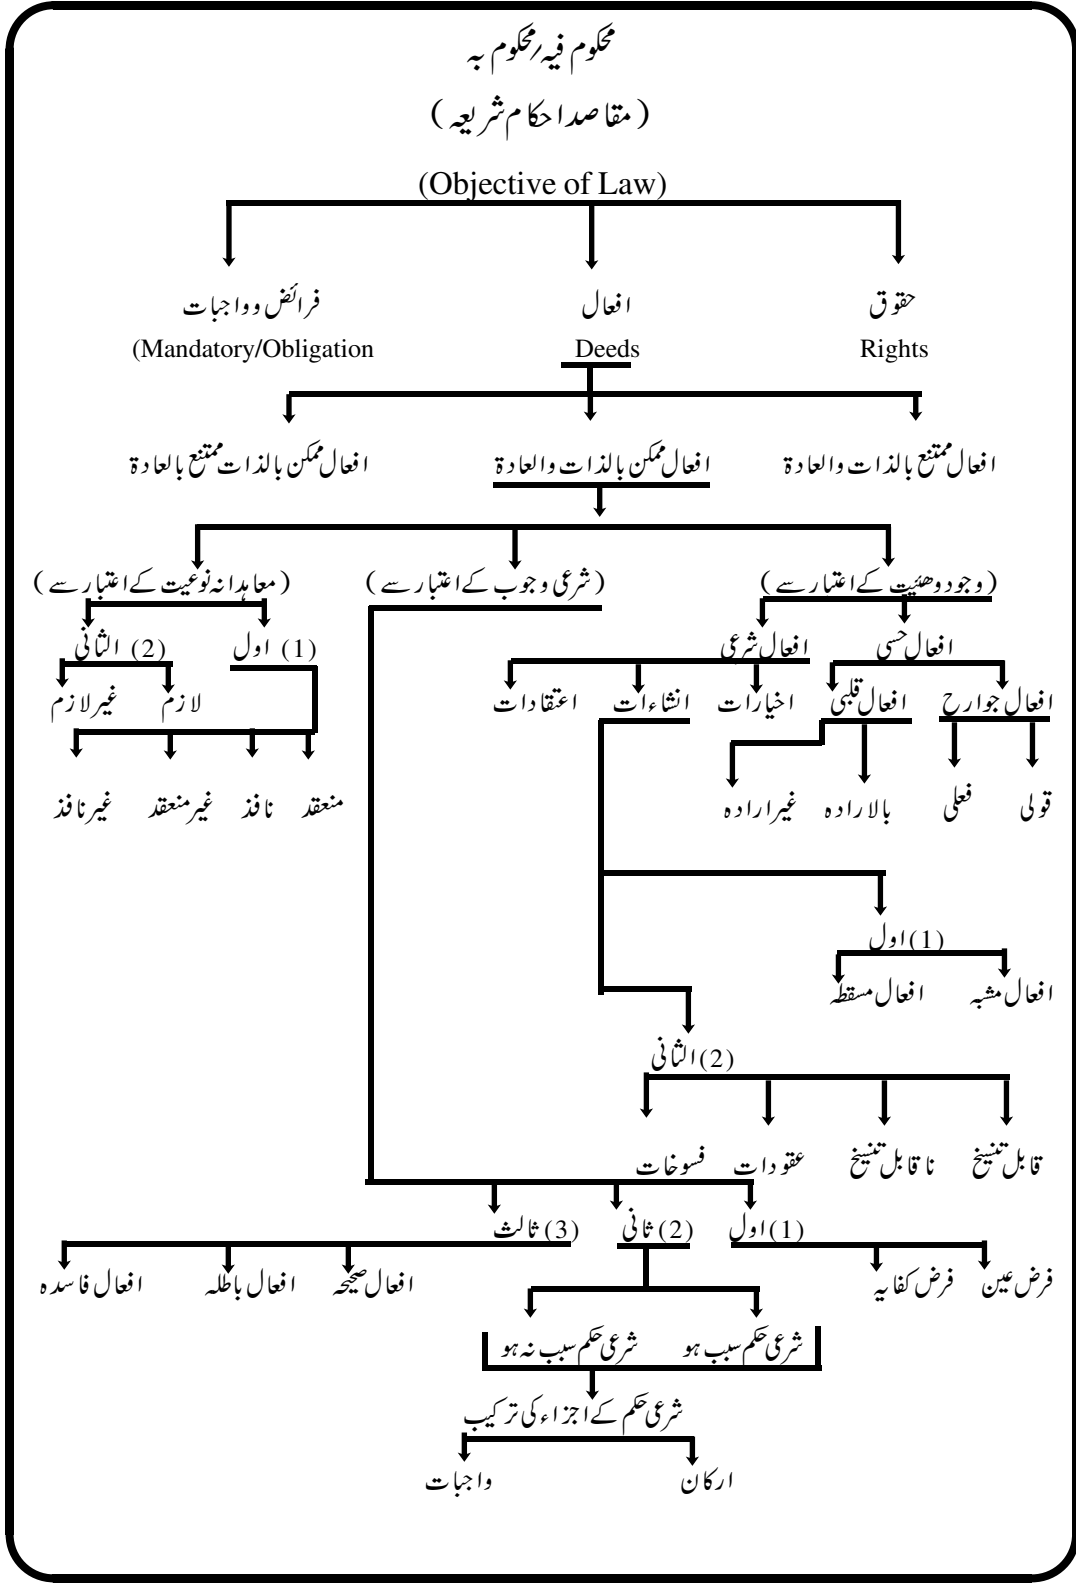 محکوم فیہ/محکوم بہ
(مقاصد احکام شریعہ)
(Objective of Law)
حقوق افعال فرائض و واجبات
Rights Deeds (Mandatory/Obligation
افعال ممتنع بالذات والعادۃ افعال ممکن بالذات والعادۃ افعال ممکن بالذات ممتنع بالعادۃ
(وجود وھئیت کے اعتبار سے) (شرعی وجوب کے اعتبار سے) (معاہدانہ نوعیت کے اعتبار سے)
افعال حسی افعال شرعی (1) اول (2) الثانی
افعال جوارح افعال قلبی اخبارات انشاءات اعتقادات لازم غیر لازم
قولی فعلی بالارادہ غیر ارادہ منعقد نافذ غیر منعقد غیر نافذ
(1) اول
افعال مشبہ افعال مسقطہ
(2) الثانی
قابل تنسیخ ناقابل تنسیخ عقودات فسوخات
(1) اول (2) ثانی (3) ثالث
فرض عین فرض کفایہ افعال صحیحہ افعال باطلہ افعال فاسدہ
شرعی حکم سبب ہو شرعی حکم سبب نہ ہو
شرعی حکم کے اجزاء کی ترکیب
ارکان واجبات